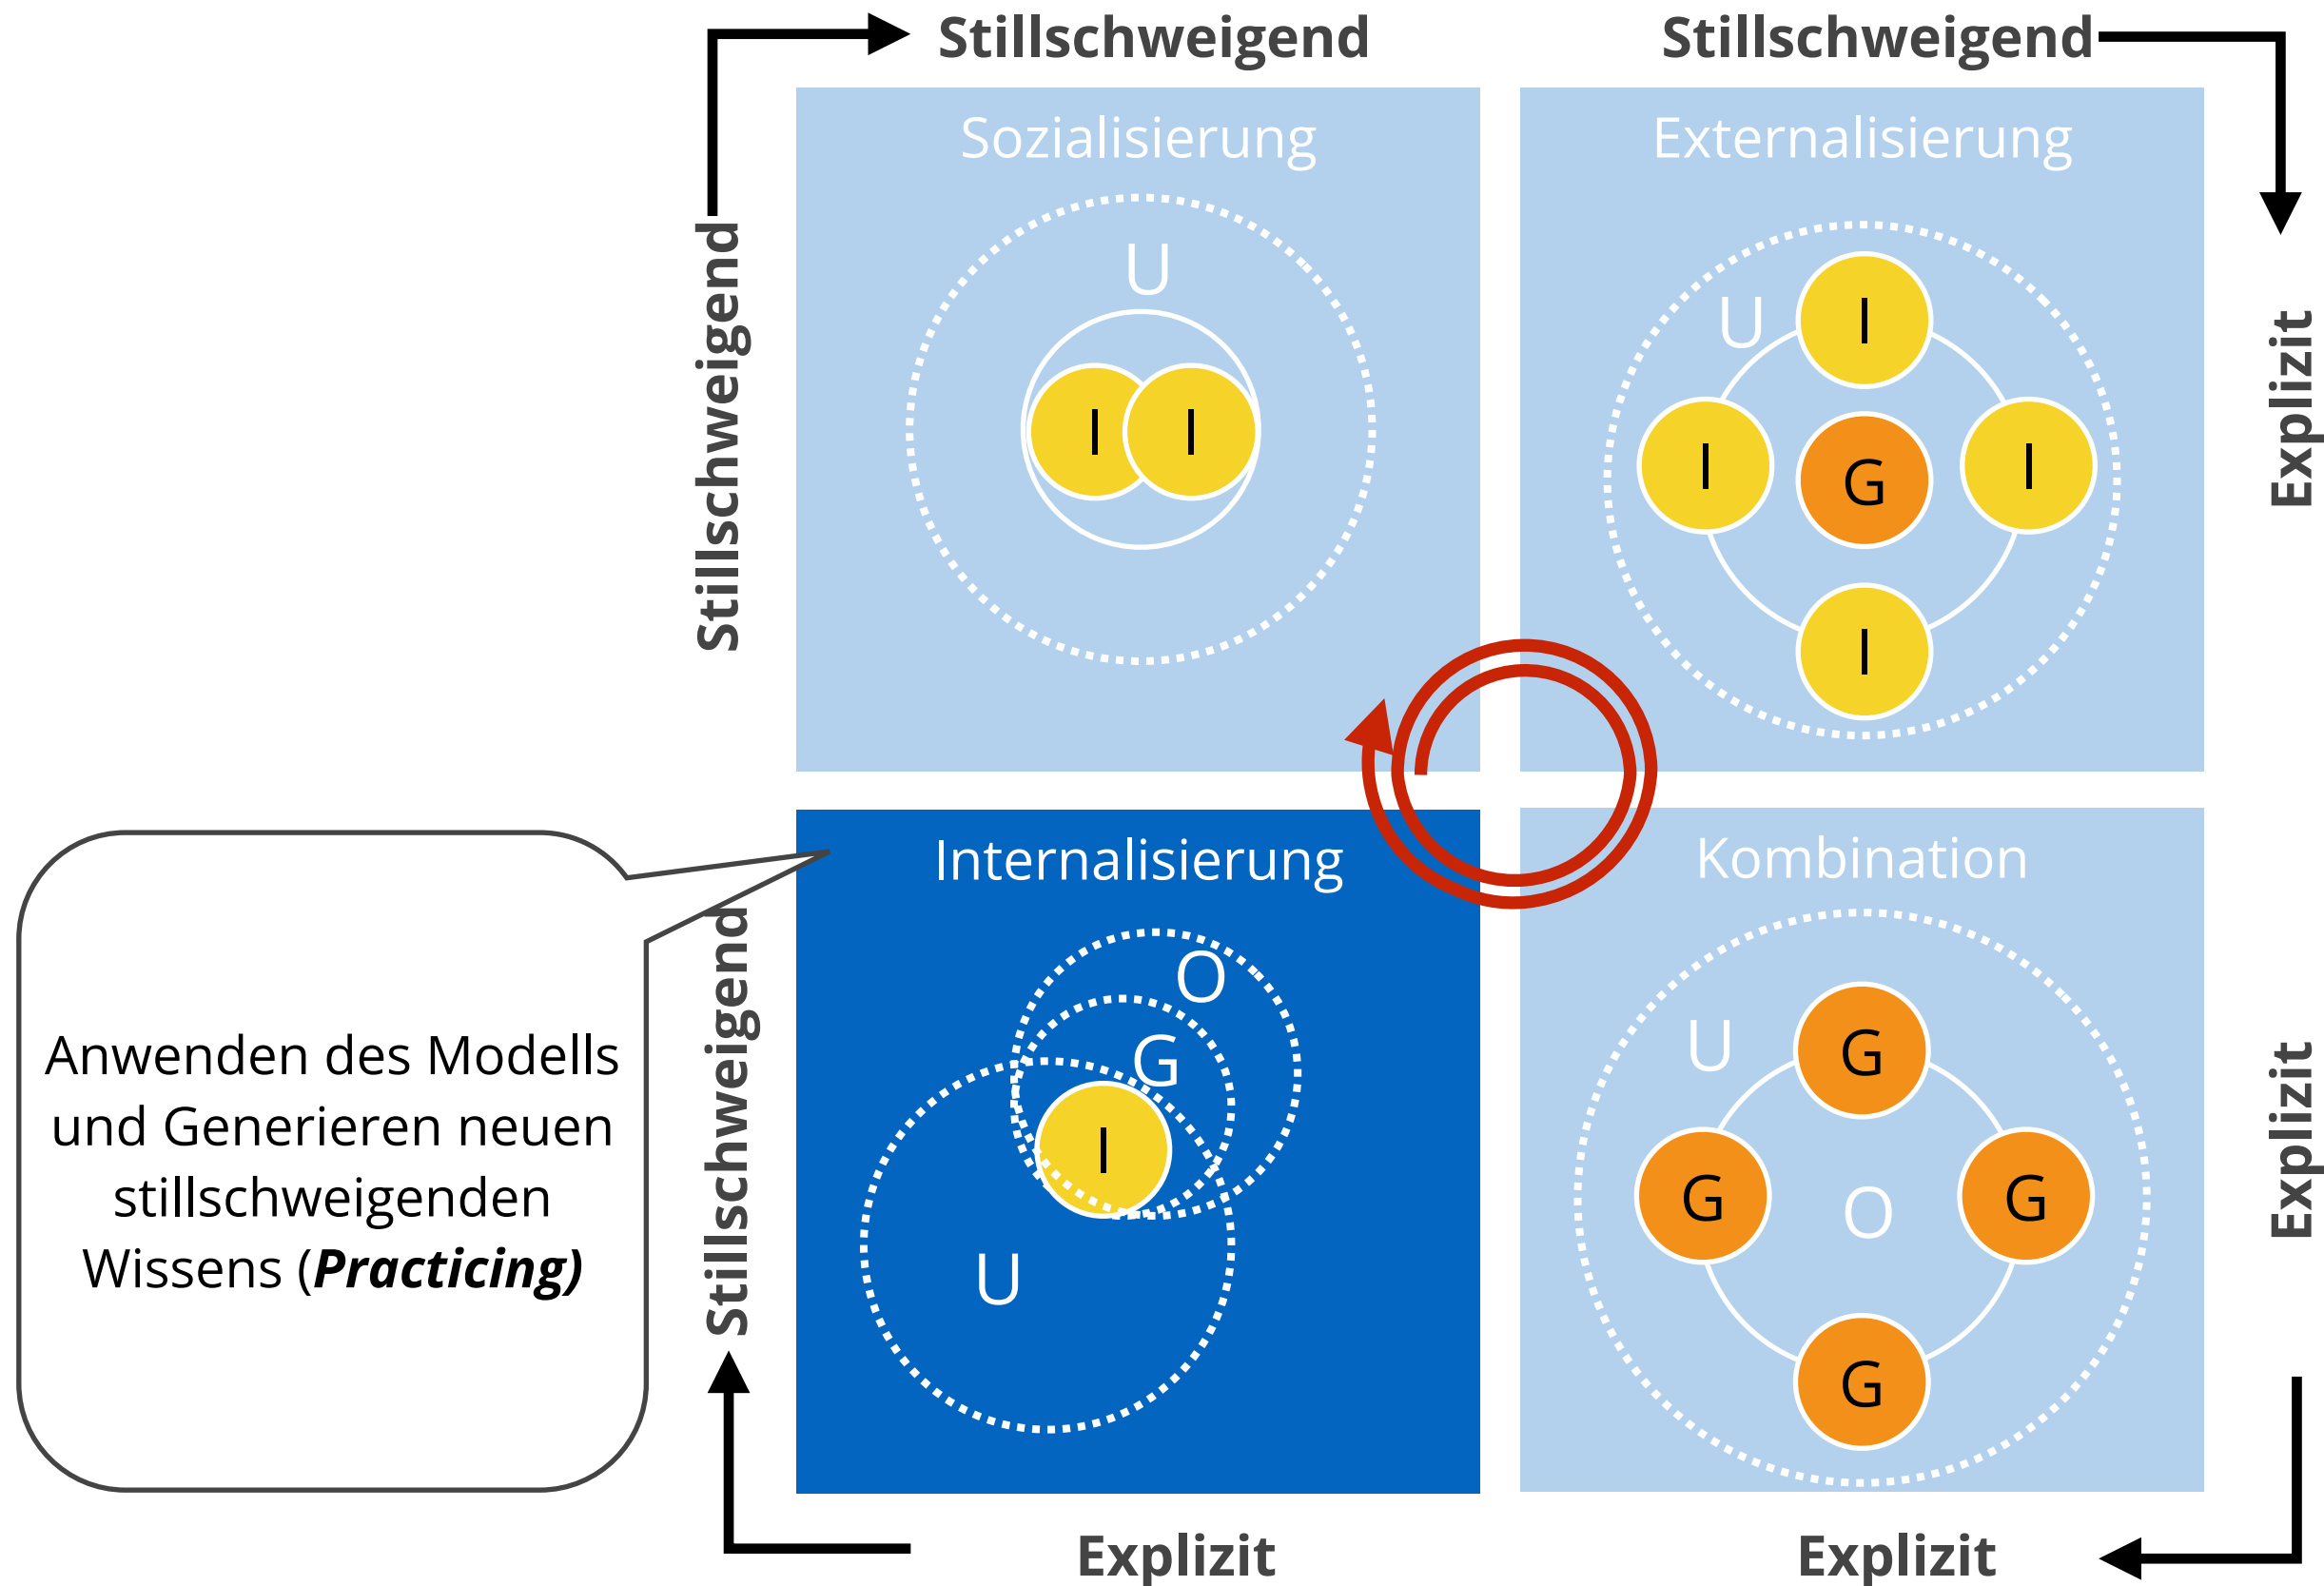 Stillschweigend
Stillschweigend
Stillschweigend
Sozialisierung
U
I I
Externalisierung
U
I
I
G
I
I
Explizit
Anwenden des Modells
und Generieren neuen
stillschweigenden
Wissens (Practicing)
Stillschweigend
Internalisierung
O
G
I
U
Kombination
U
G
G
O
G
G
Explizit
Explizit
Explizit